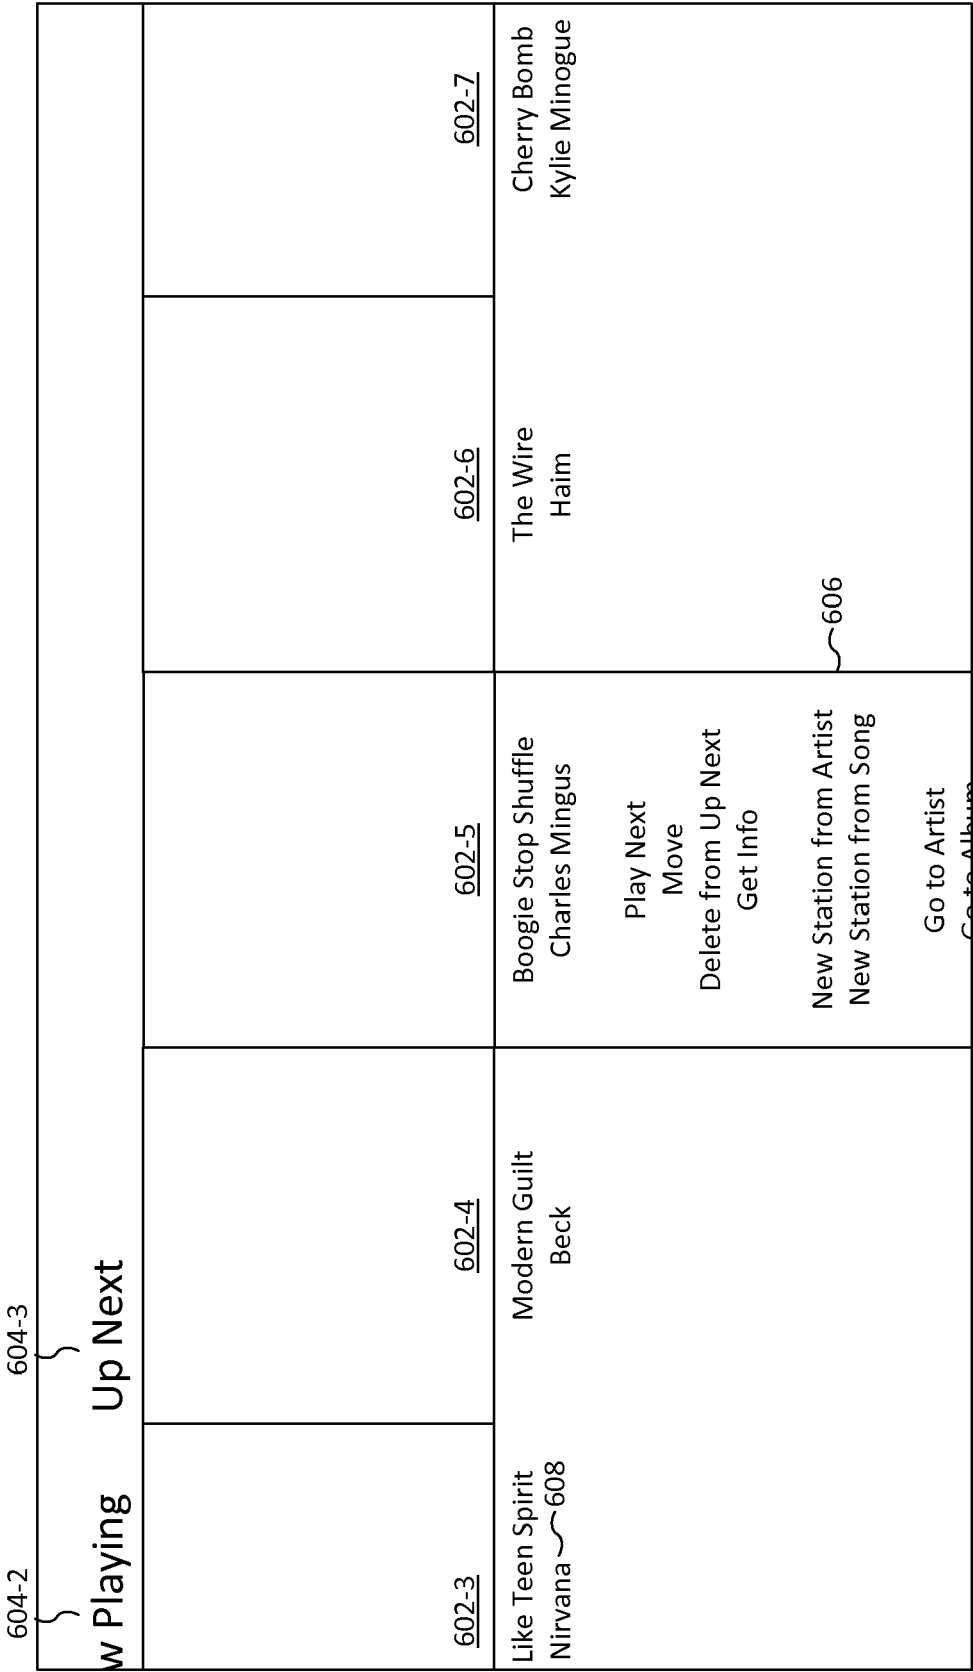 604-2
604-3
w Playing
Up Next
602-3
602-4
602-5
602-6
602-7
Like Teen Spirit
Nirvana
608
Modern Guilt
Beck
Boogie Stop Shuffle
Charles Mingus
Play Next
Move
Delete from Up Next
Get Info
New Station from Artist
New Station from Song
606
Go to Artist
Go to Album
The Wire
Haim
Cherry Bomb
Kylie Minogue